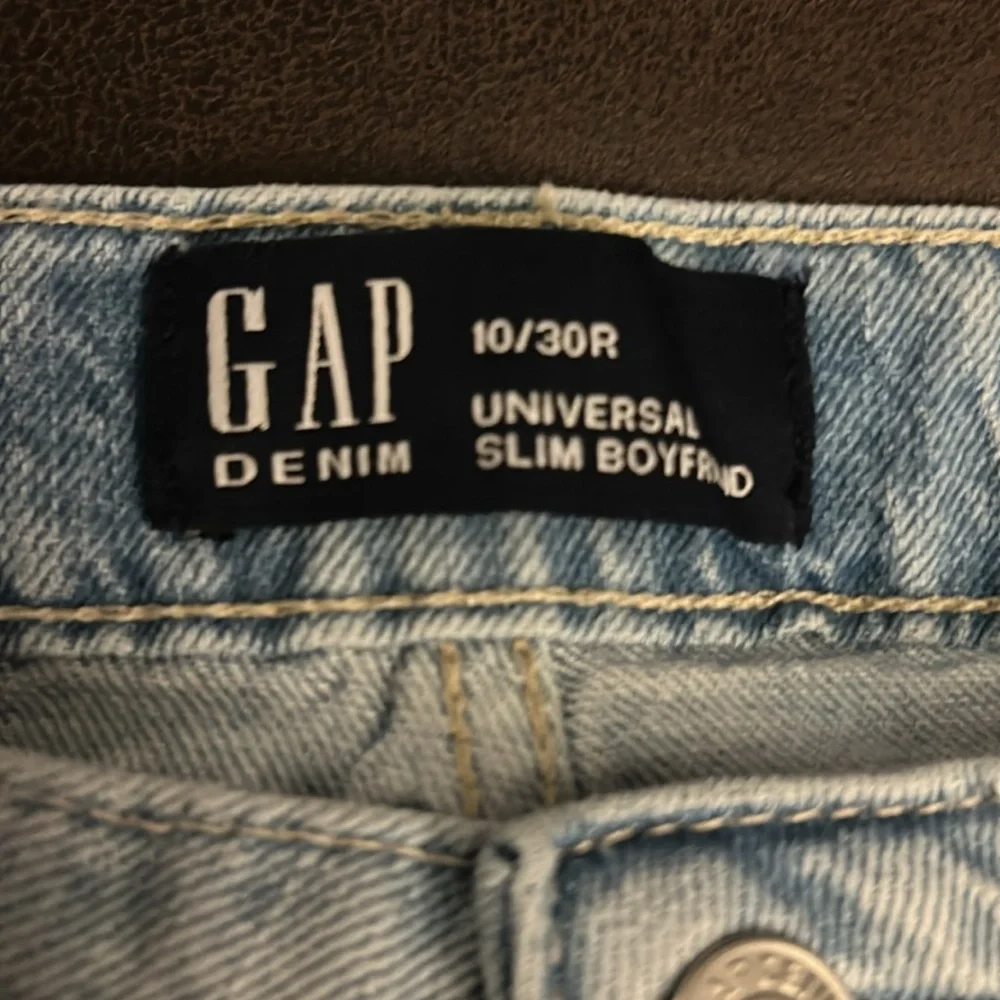 GAP
DENIM
10/30R
UNIVERSAL
SLIM BOYFRIEND